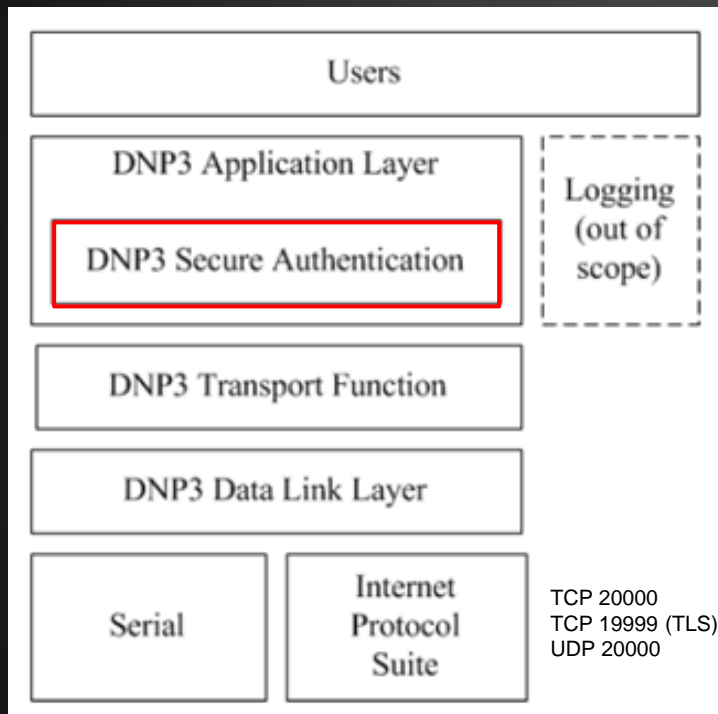 Users
DNP3 Application Layer
DNP3 Secure Authentication
Logging
(out of
scope)
DNP3 Transport Function
DNP3 Data Link Layer
Serial
Internet
Protocol
Suite
TCP 20000
TCP 19999 (TLS)
UDP 20000